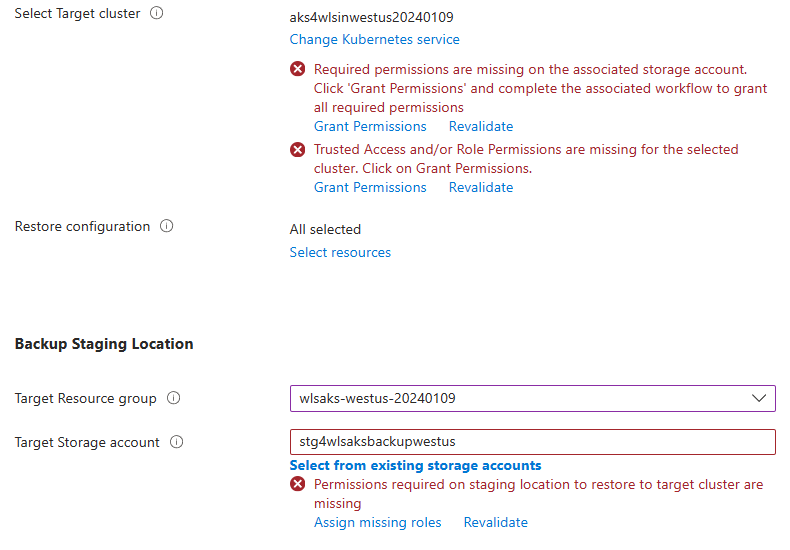 Select Target cluster
aks4wlsinwestus20240109
Change Kubernetes service
Required permissions are missing on the associated storage account.
Click 'Grant Permissions' and complete the associated workflow to grant
all required permissions
Grant Permissions Revalidate
Trusted Access and/or Role Permissions are missing for the selected
cluster. Click on Grant Permissions.
Grant Permissions Revalidate
Restore configuration
All selected
Select resources
Backup Staging Location
Target Resource group
wlsaks-westus-20240109
Target Storage account
stg4wlsaksbackupwestus
Select from existing storage accounts
Permissions required on staging location to restore to target cluster are
missing
Assign missing roles Revalidate